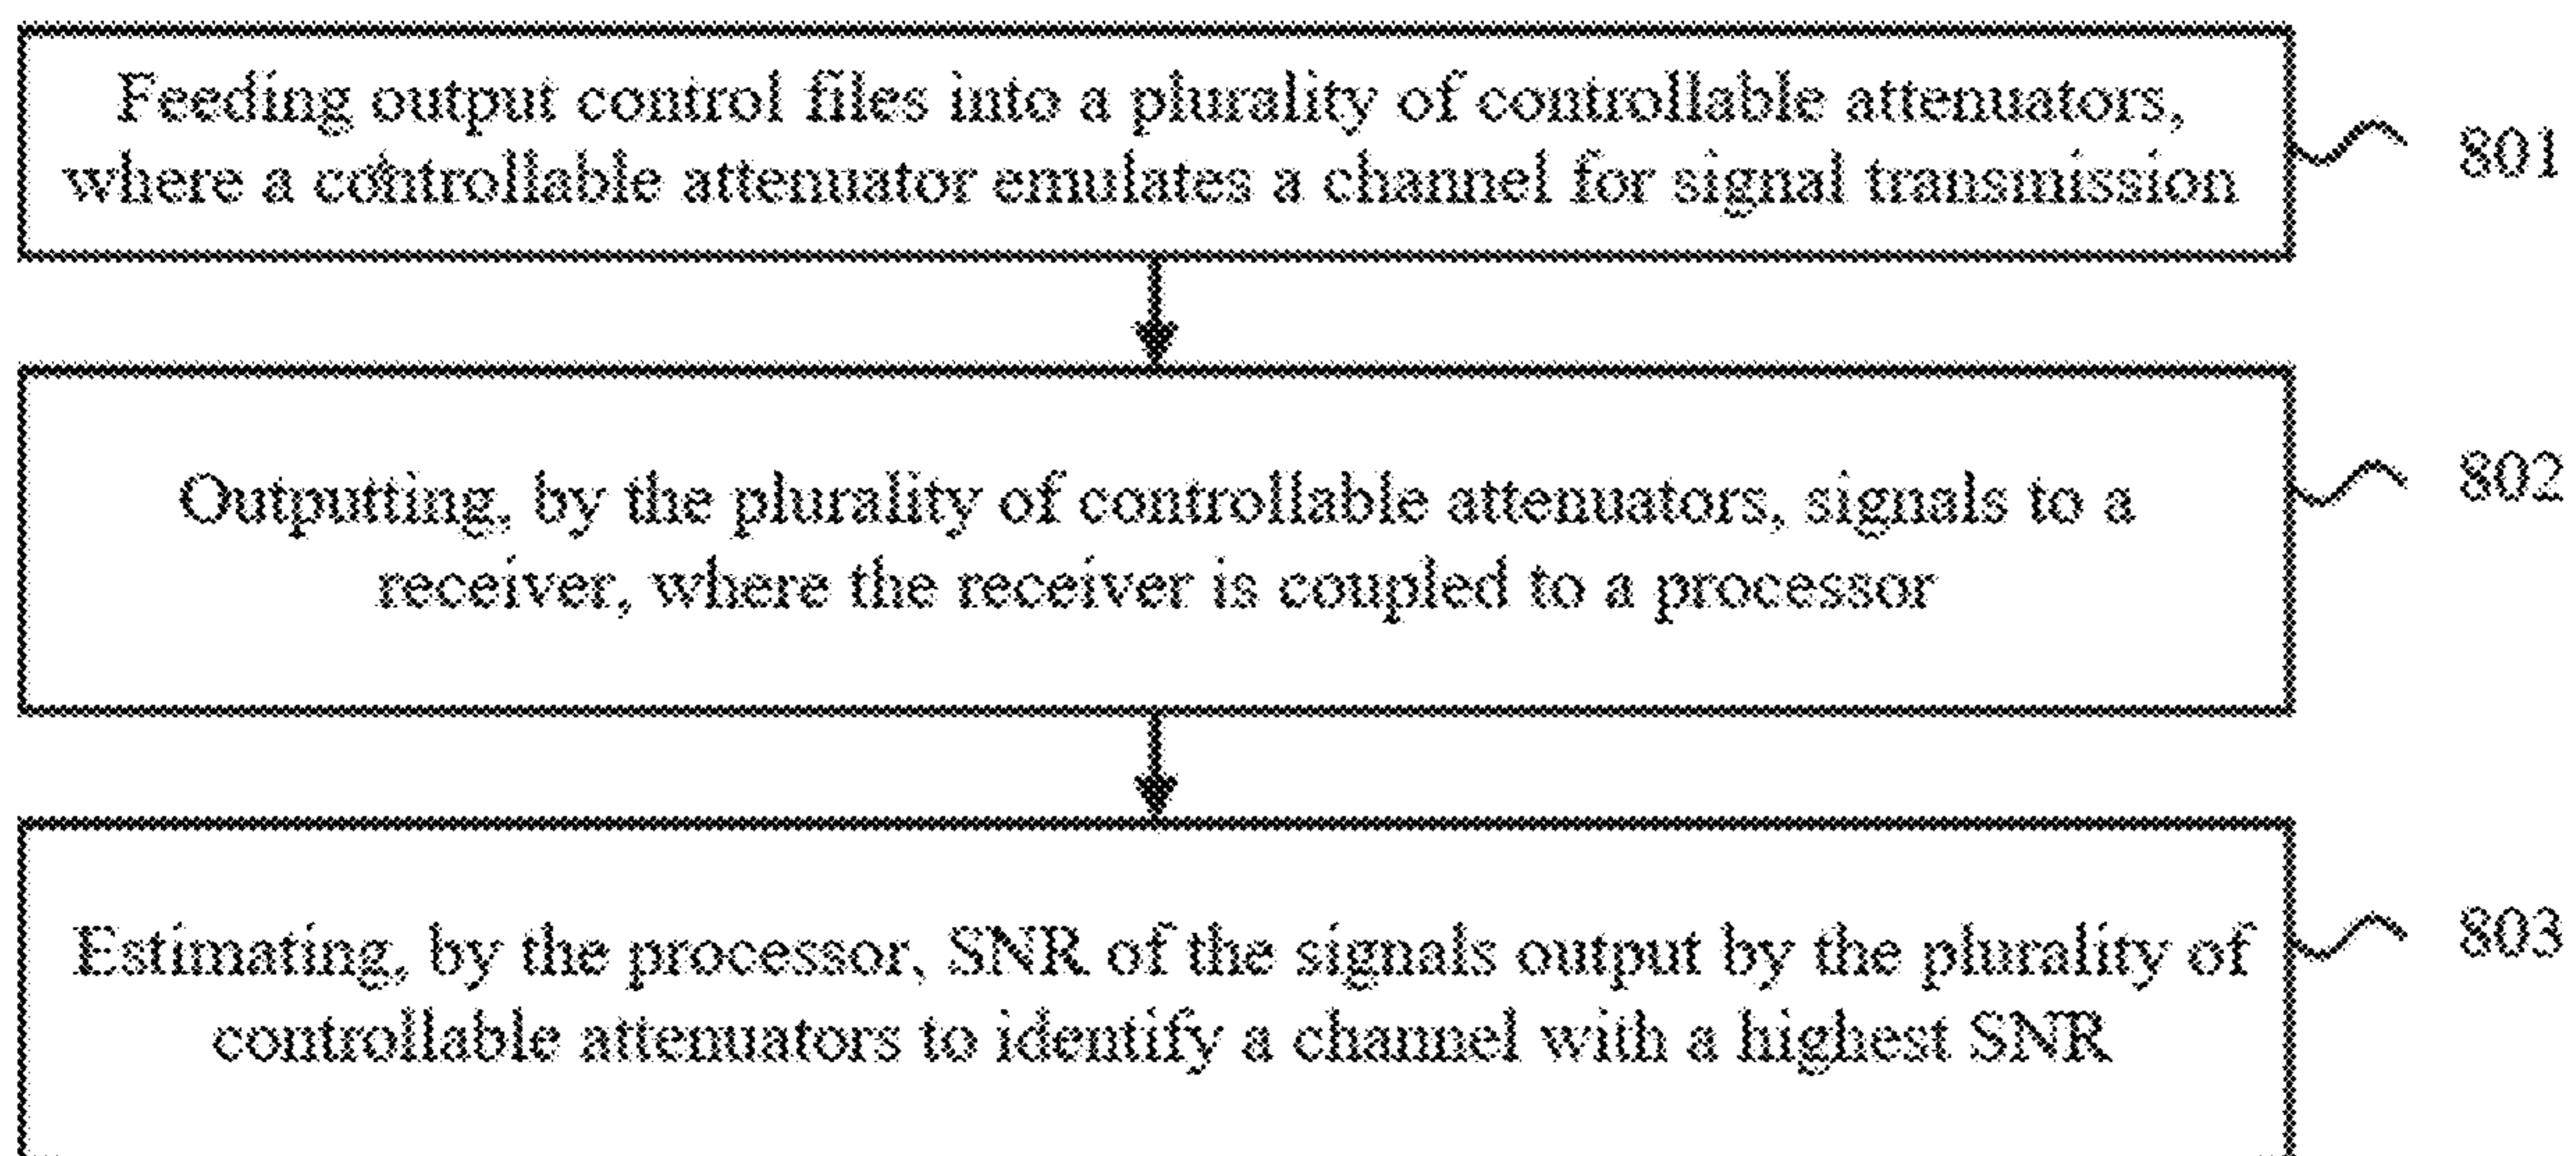 Feeding output control files into a plurality of controllable attenuators,
where a controllable attenuator emulates a channel for signal transmission
801
Outputting, by the plurality of controllable attenuators, signals to a
receiver, where the receiver is coupled to a processor
802
Estimating, by the processor, SNR of the signals output by the plurality of
controllable attenuators to identify a channel with a highest SNR
803